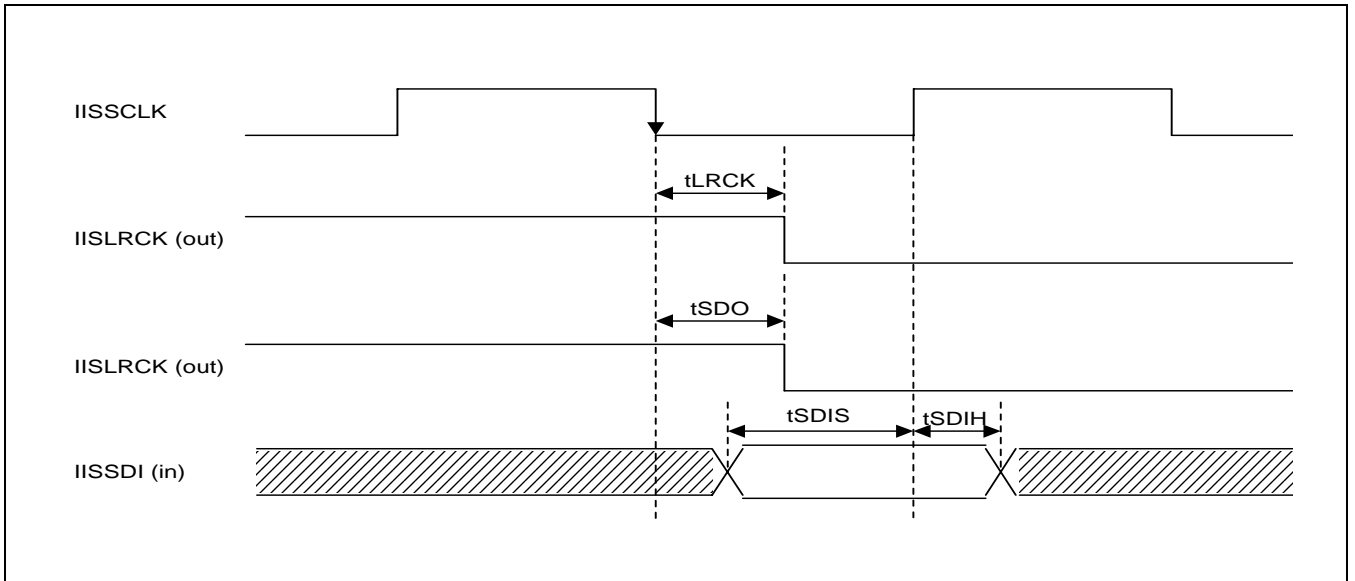 IISSCLK
tLRCK
IISLRCK (out)
tSDO
IISLRCK (out)
tSDIS
tSDIH
IISSDI (in)